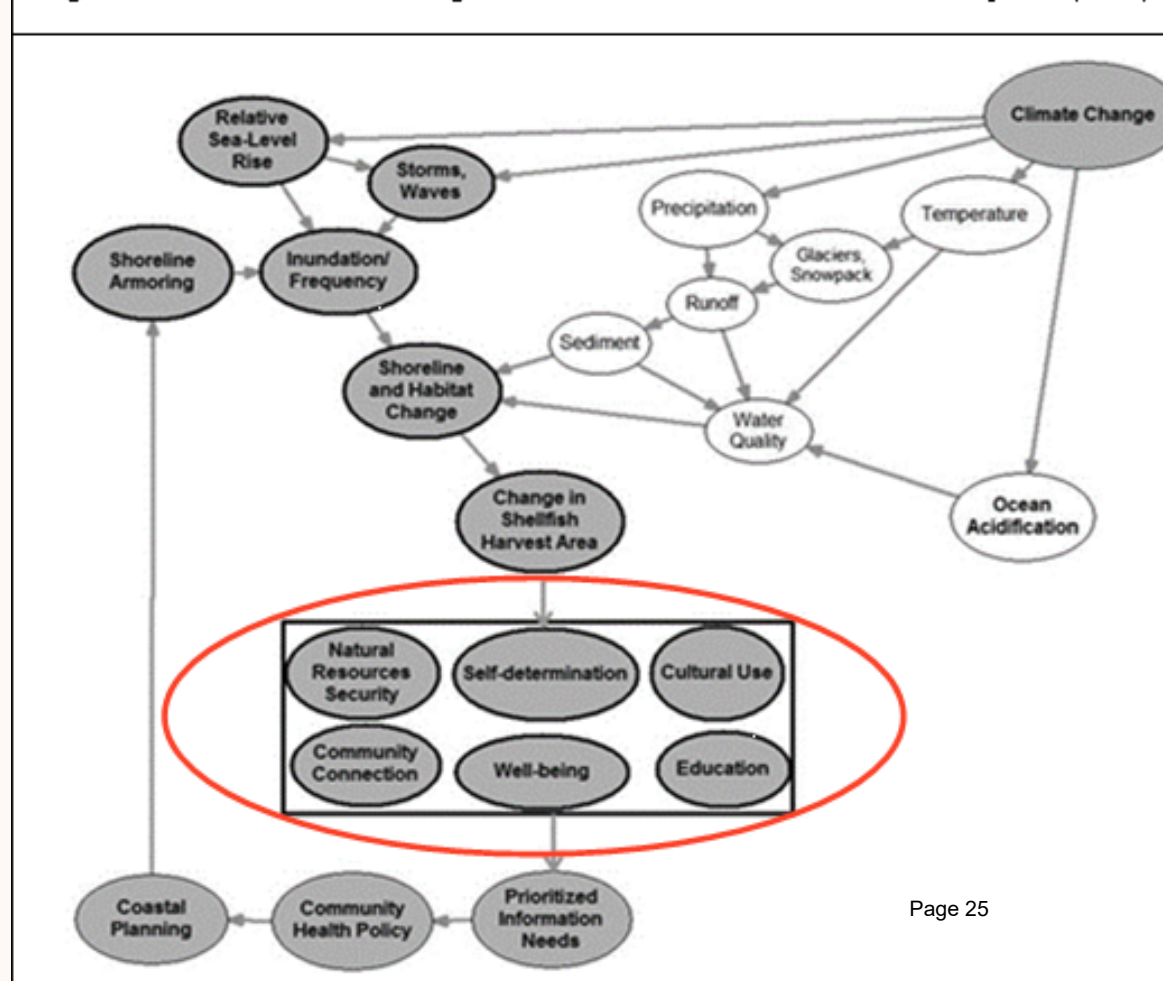 Climate Change
Relative
Sea-Level
Rise
Storms,
Waves
Precipitation
Temperature
Shoreline
Armoring
Inundation/
Frequency
Glaciers,
Snowpack
Runoff
Sediment
Shoreline
and Habitat
Change
Water
Quality
Change in
Shellfish
Harvest Area
Ocean
Acidification
Natural
Resources
Security
Self-determination
Cultural Use
Community
Connection
Well-being
Education
Coastal
Planning
Community
Health Policy
Prioritized
Information
Needs
Page 25